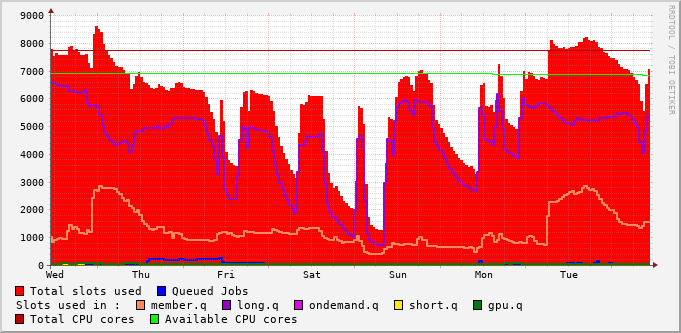 9000
8000
7000
6000
5000
4000
3000
2000
1000
0
Wed Thu Fri Sat Sun Mon Tue
RRDTOOL / TOBI OETIKER
Total slots used Queued Jobs
Slots used in : member.q long.q ondemand.q short.q gpu.q
Total CPU cores Available CPU cores